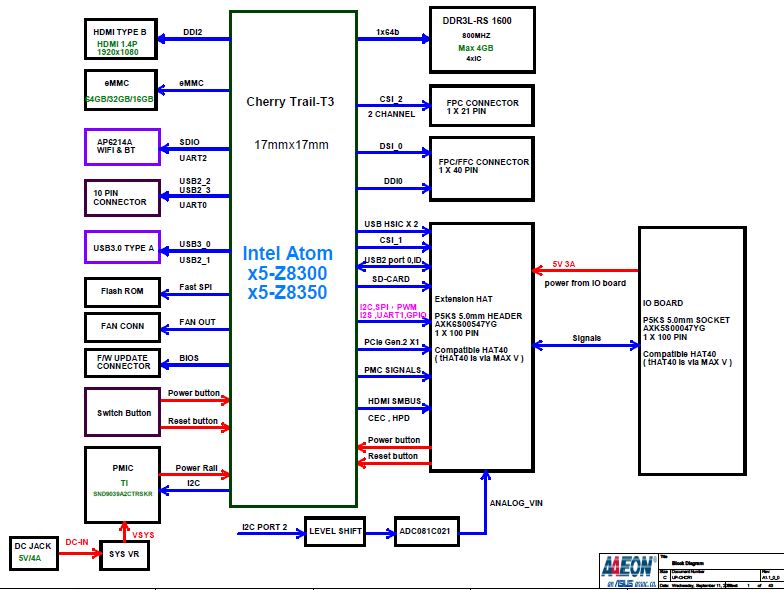 HDMI TYPE B
HDMI 1.4P
1920x1080
DDI2
eMMC
64GB/32GB/16GB
eMMC
AP6214A
WIFI & BT
SDIO
UART2
10 PIN
CONNECTOR
USB2_2
USB2_3
UART0
USB3.0 TYPE A
USB3_0
USB2_1
Flash ROM
Fast SPI
FAN CONN
FAN OUT
F/W UPDATE
CONNECTOR
BIOS
Switch Button
Power button
Reset button
PMIC
TI
SND9039A2CTRSKR
Power Rail
I2C
DC JACK
5V/4A
DC-IN
SYS VR
VSYS
Cherry Trail-T3
17mmx17mm
Intel Atom
x5-Z8300
x5-Z8350
1x64b
DDR3L-RS 1600
800MHZ
Max 4GB
4xIC
CSI_2
2 CHANNEL
FPC CONNECTOR
1 X 21 PIN
DSI_0
DDI0
FPC/FFC CONNECTOR
1 X 40 PIN
USB HSIC X 2
CSI_1
USB2 port 0,ID
SD-CARD
I2C,SPI , PWM
I2S ,UART1,GPIO
PCIe Gen.2 X1
PMC SIGNALS
HDMI SMBUS
CEC , HPD
Power button
Reset button
Extension HAT
P5KS 5.0mm HEADER
AXK6S00547YG
1 X 100 PIN
Compatible HAT40
( tHAT40 is via MAX V )
5V 3A
power from IO board
Signals
IO BOARD
P5KS 5.0mm SOCKET
AXK5S00047YG
1 X 100 PIN
Compatible HAT40
( tHAT40 is via MAX V )
I2C PORT 2
LEVEL SHIFT
ADC081C021
ANALOG_VIN
AAEON
an ASUS assoc. co.
Title
Block Diagram
Size
Document Number
Rev
C
UP-CHCR1
A1.1_2_0
Date:
Wednesday, September 11,
Sheet
1
of